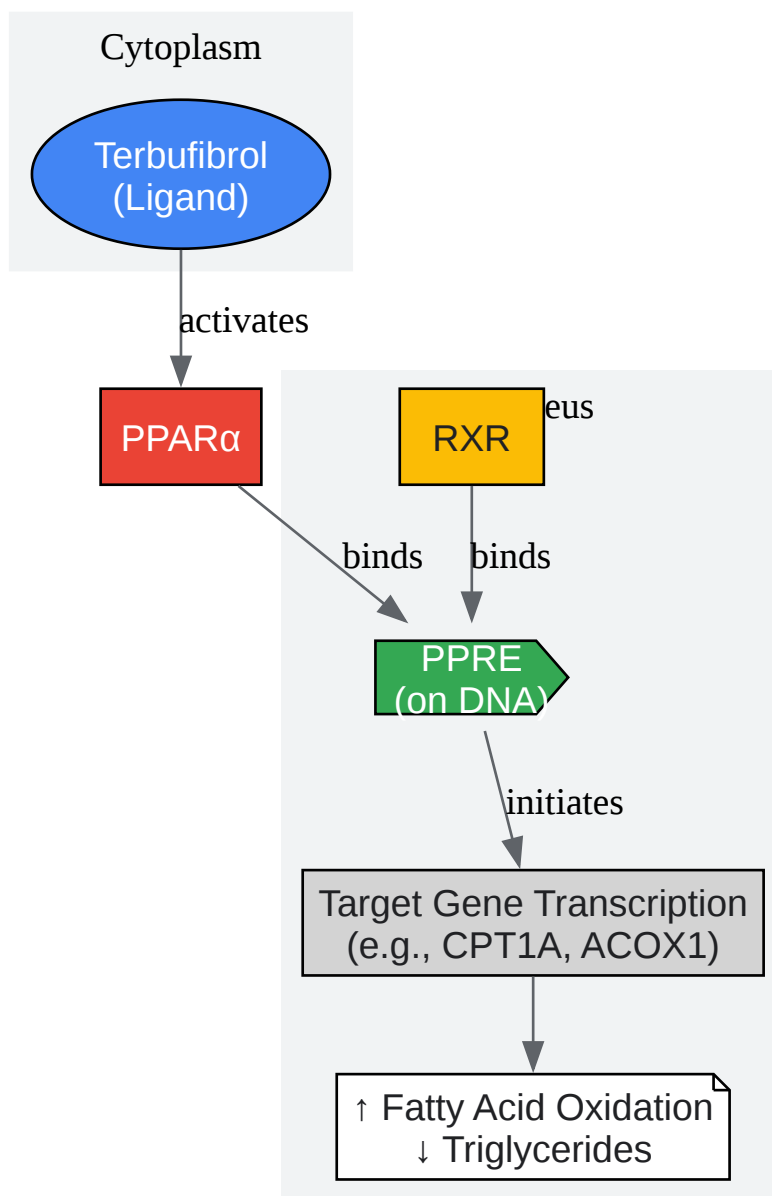 Cytoplasm
Terbufibrol
(Ligand)
activates
PPARα
RXR
eus
binds
binds
PPRE
(on DNA)
initiates
Target Gene Transcription
(e.g., CPT1A, ACOX1)
↑ Fatty Acid Oxidation
↓ Triglycerides